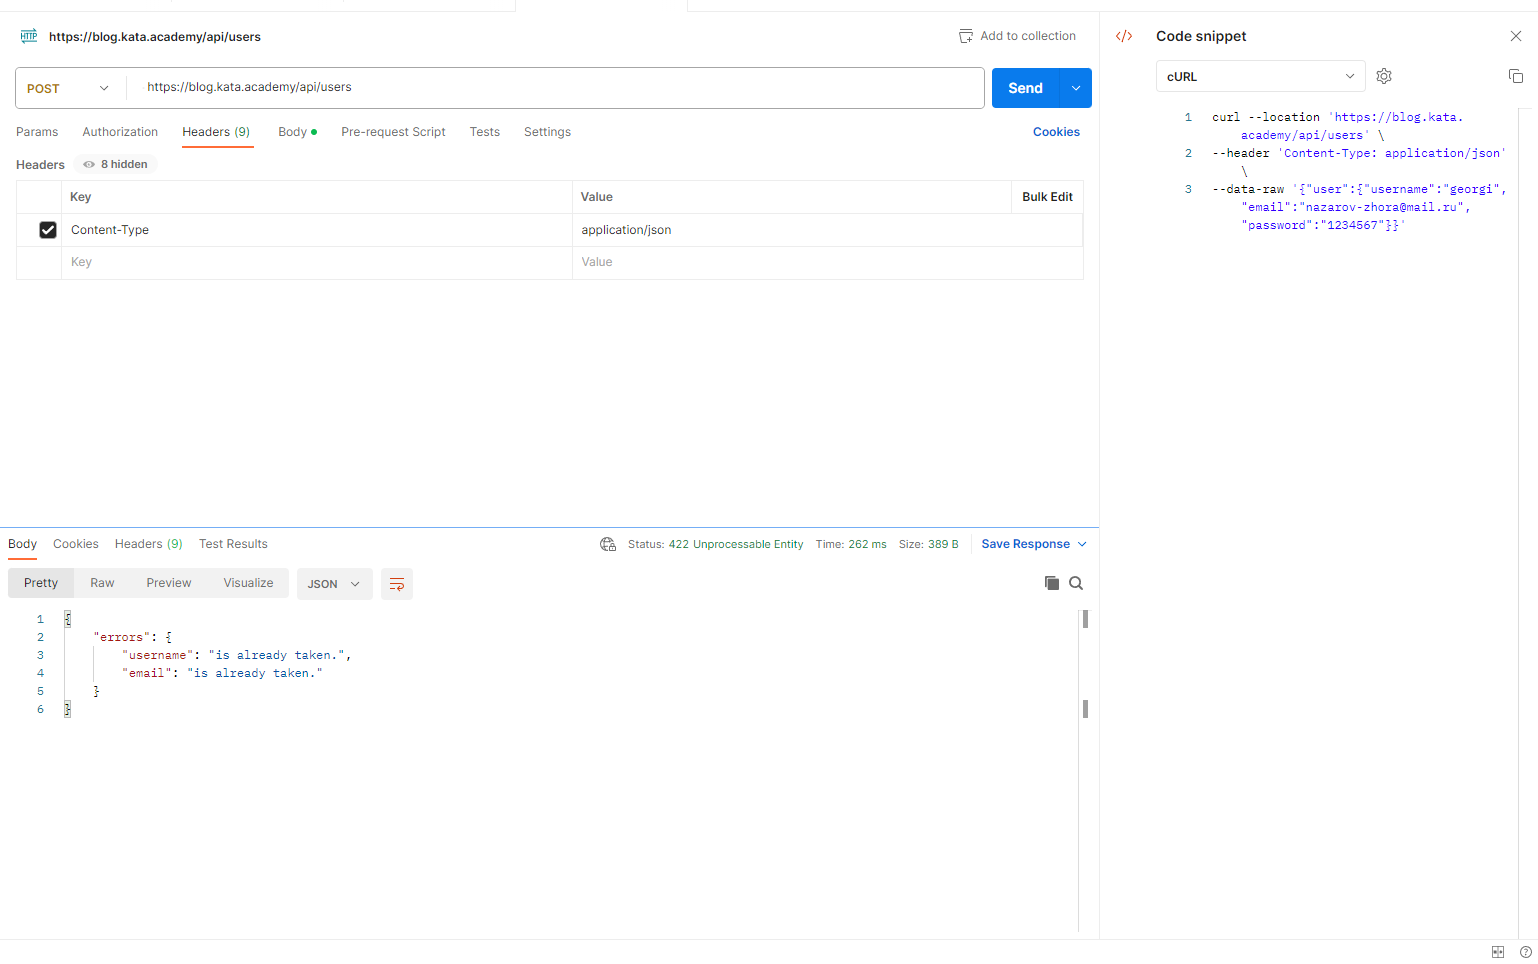 HTTP https://blog.kata.academy/api/users
Add to collection
POST https://blog.kata.academy/api/users
Send
Params Authorization Headers (9) Body Pre-request Script Tests Settings
Cookies
Headers 8 hidden
Key Value Bulk Edit
Content-Type application/json
Key Value
Body Cookies Headers (9) Test Results
Status: 422 Unprocessable Entity Time: 262 ms Size: 389 B Save Response
Pretty Raw Preview Visualize JSON
1 {
2 "errors": {
3 "username": "is already taken.",
4 "email": "is already taken."
5 }
6 }
</> Code snippet
cURL
1 curl --location 'https://blog.kata.
academy/api/users' \
2 --header 'Content-Type: application/json'
\
3 --data-raw '{"user":{"username":"georgi",
"email":"nazarov-zhora@mail.ru",
"password":"1234567"}}'